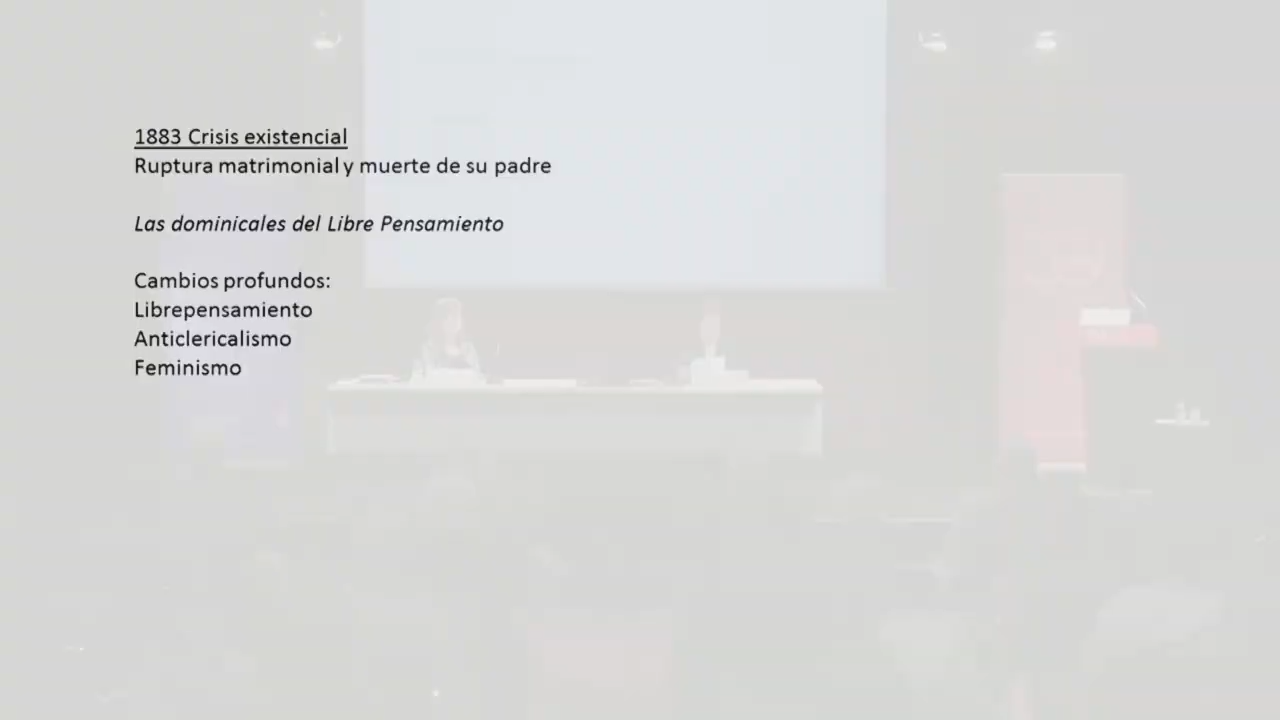 1883 Crisis existencial
Ruptura matrimonial y muerte de su padre
Las dominicales del Libre Pensamiento
Cambios profundos:
Librepensamiento
Anticlericalismo
Feminismo